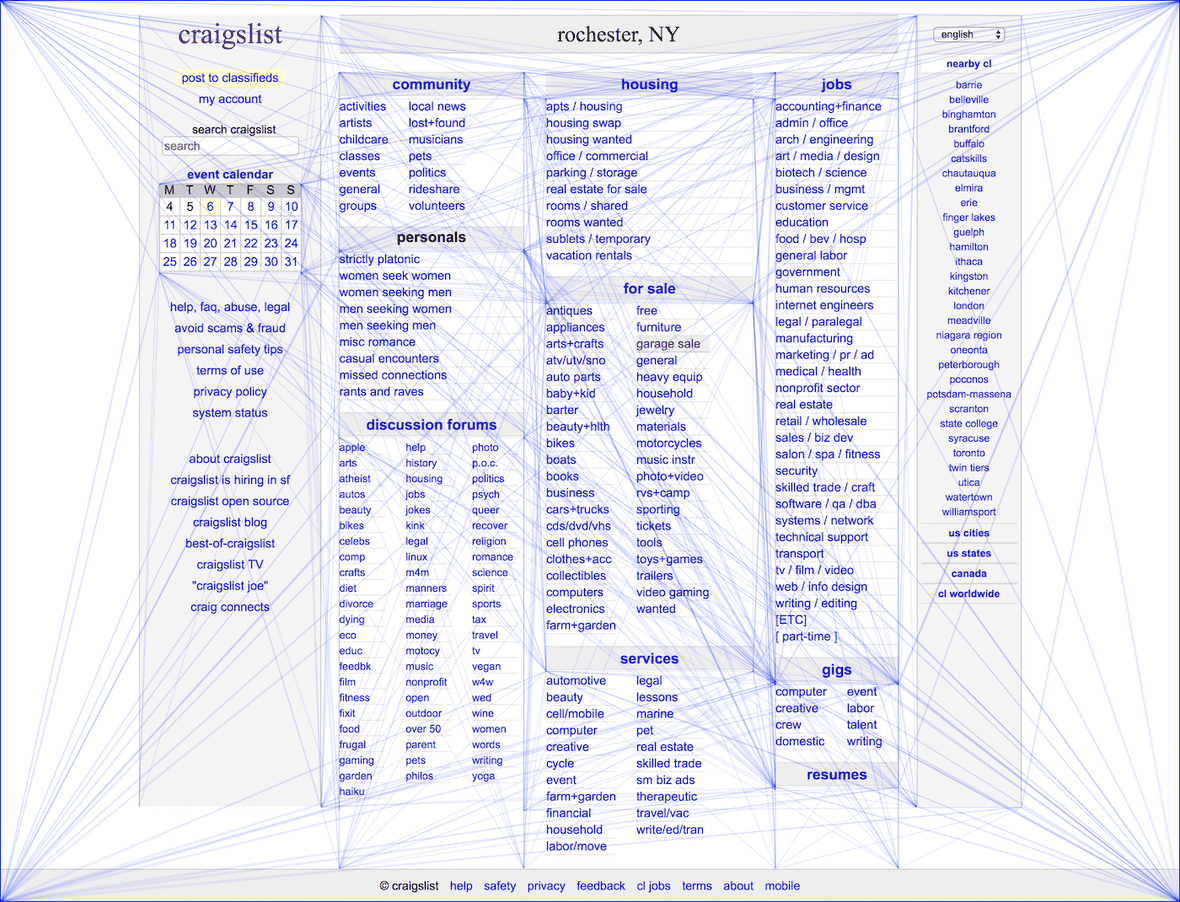 craigslist
post to classifieds
my account
search craigslist
search
event calendar
M T W T F S S
4 5 6 7 8 9 10
11 12 13 14 15 16 17
18 19 20 21 22 23 24
25 26 27 28 29 30 31
help, faq, abuse, legal
avoid scams & fraud
personal safety tips
terms of use
privacy policy
system status
about craigslist
craigslist is hiring in sf
craigslist open source
craigslist blog
best-of-craigslist
craigslist TV
"craigslist joe"
craig connects
rochester, NY
community
activities local news
artists lost+found
childcare musicians
classes pets
events politics
general rideshare
groups volunteers
personals
strictly platonic
women seek women
women seeking men
men seeking women
men seeking men
misc romance
casual encounters
missed connections
rants and raves
discussion forums
apple help photo
arts history p.o.c.
atheist housing politics
autos jobs psych
beauty jokes queer
bikes kink recover
celebs legal religion
comp linux romance
crafts m4m science
diet manners spirit
divorce marriage sports
dying media tax
eco money travel
educ motocy tv
feedbk music vegan
film nonprofit w4w
fitness open wed
fixit outdoor wine
food over 50 women
frugal parent words
gaming pets writing
garden philos yoga
haiku
housing
apts / housing
housing swap
housing wanted
office / commercial
parking / storage
real estate for sale
rooms / shared
rooms wanted
sublets / temporary
vacation rentals
for sale
antiques free
appliances furniture
arts+crafts garage sale
atv/utv/sno general
auto parts heavy equip
baby+kid household
barter jewelry
beauty+hlth materials
bikes motorcycles
boats music instr
books photo+video
business rvs+camp
cars+trucks sporting
cds/dvd/vhs tickets
cell phones tools
clothes+acc toys+games
collectibles trailers
computers video gaming
electronics wanted
farm+garden
services
automotive legal
beauty lessons
cell/mobile marine
computer pet
creative real estate
cycle skilled trade
event sm biz ads
farm+garden therapeutic
financial travel/vac
household write/ed/tran
labor/move
jobs
accounting+finance
admin / office
arch / engineering
art / media / design
biotech / science
business / mgmt
customer service
education
food / bev / hosp
general labor
government
human resources
internet engineers
legal / paralegal
manufacturing
marketing / pr / ad
medical / health
nonprofit sector
real estate
retail / wholesale
sales / biz dev
salon / spa / fitness
security
skilled trade / craft
software / qa / dba
systems / network
technical support
transport
tv / film / video
web / info design
writing / editing
[ETC]
[ part-time ]
gigs
computer event
creative labor
crew talent
domestic writing
resumes
english
nearby cl
barrie
belleville
binghamton
brantford
buffalo
catskills
chautauqua
elmira
erie
finger lakes
guelph
hamilton
ithaca
kingston
kitchener
london
meadville
niagara region
oneonta
peterborough
poconos
potsdam-massena
scranton
state college
syracuse
toronto
twin tiers
utica
watertown
williamsport
us cities
us states
canada
cl worldwide
© craigslist help safety privacy feedback cl jobs terms about mobile